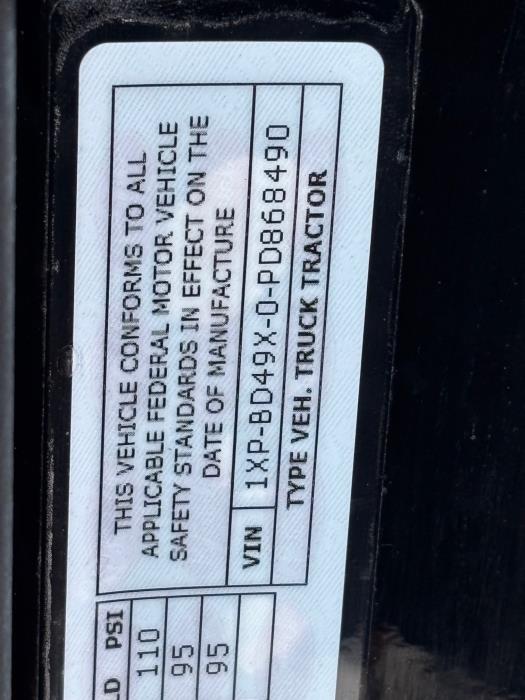 THIS VEHICLE CONFORMS TO ALL
APPLICABLE FEDERAL MOTOR VEHICLE
SAFETY STANDARDS IN EFFECT ON THE
DATE OF MANUFACTURE
VIN 1XP-BD49X-0-PD868490
TYPE VEH. TRUCK TRACTOR
PSI
110
95
95